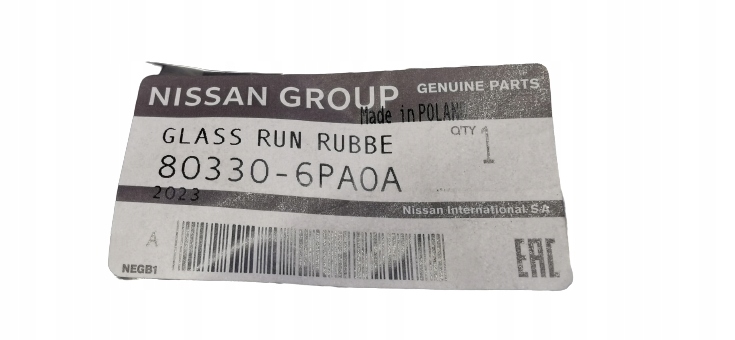 NISSAN GROUP
GENUINE PARTS
Made in POLAND
GLASS RUN RUBBE
QTY 1
80330-6PA0A
2023
Nissan International S.A
A
NEGB1
EAC